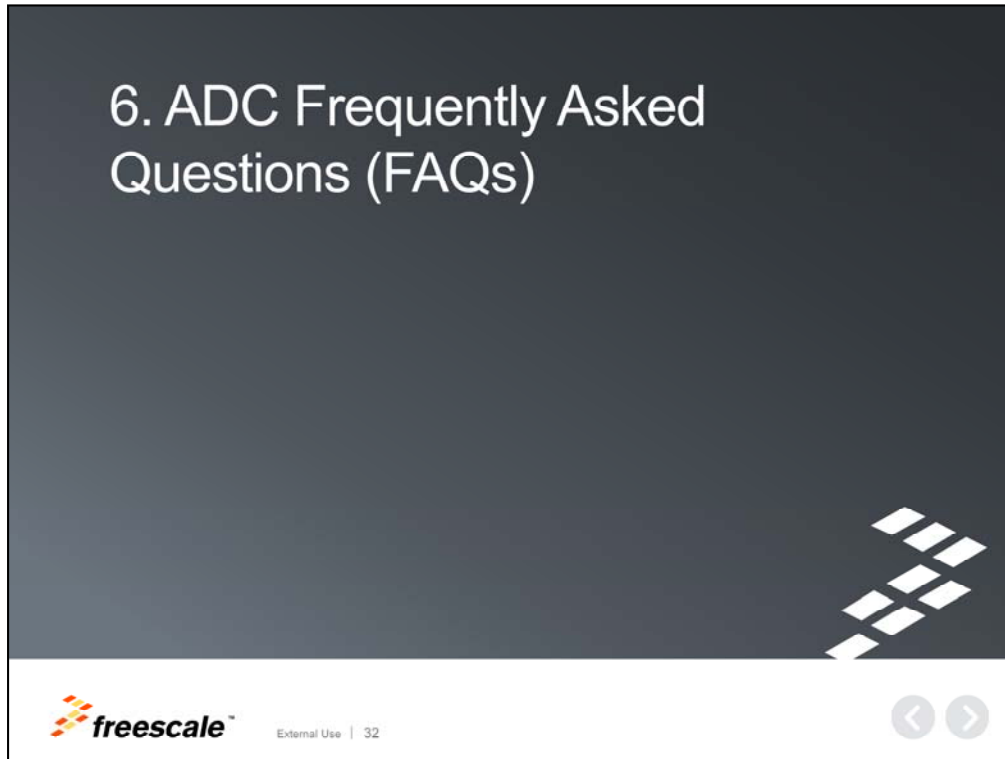 6. ADC Frequently Asked
Questions (FAQs)
freescale™
External Use | 32